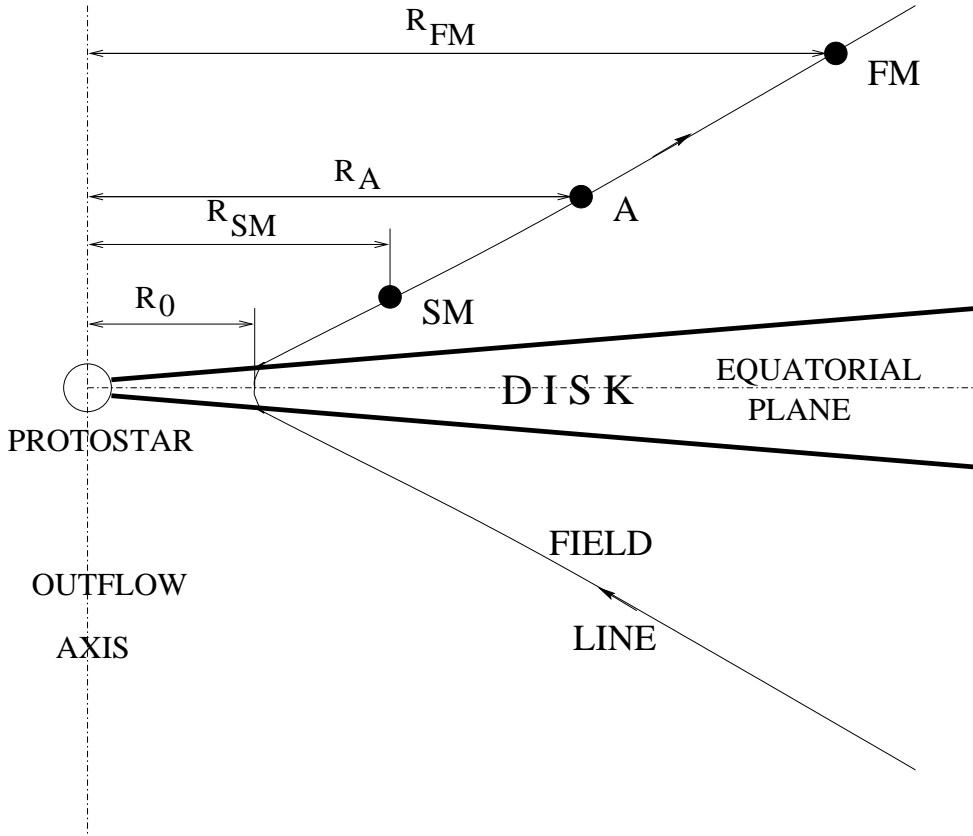 R_FM
FM
R_A
A
R_SM
SM
R_0
D I S K
EQUATORIAL
PLANE
PROTOSTAR
FIELD
LINE
OUTFLOW
AXIS